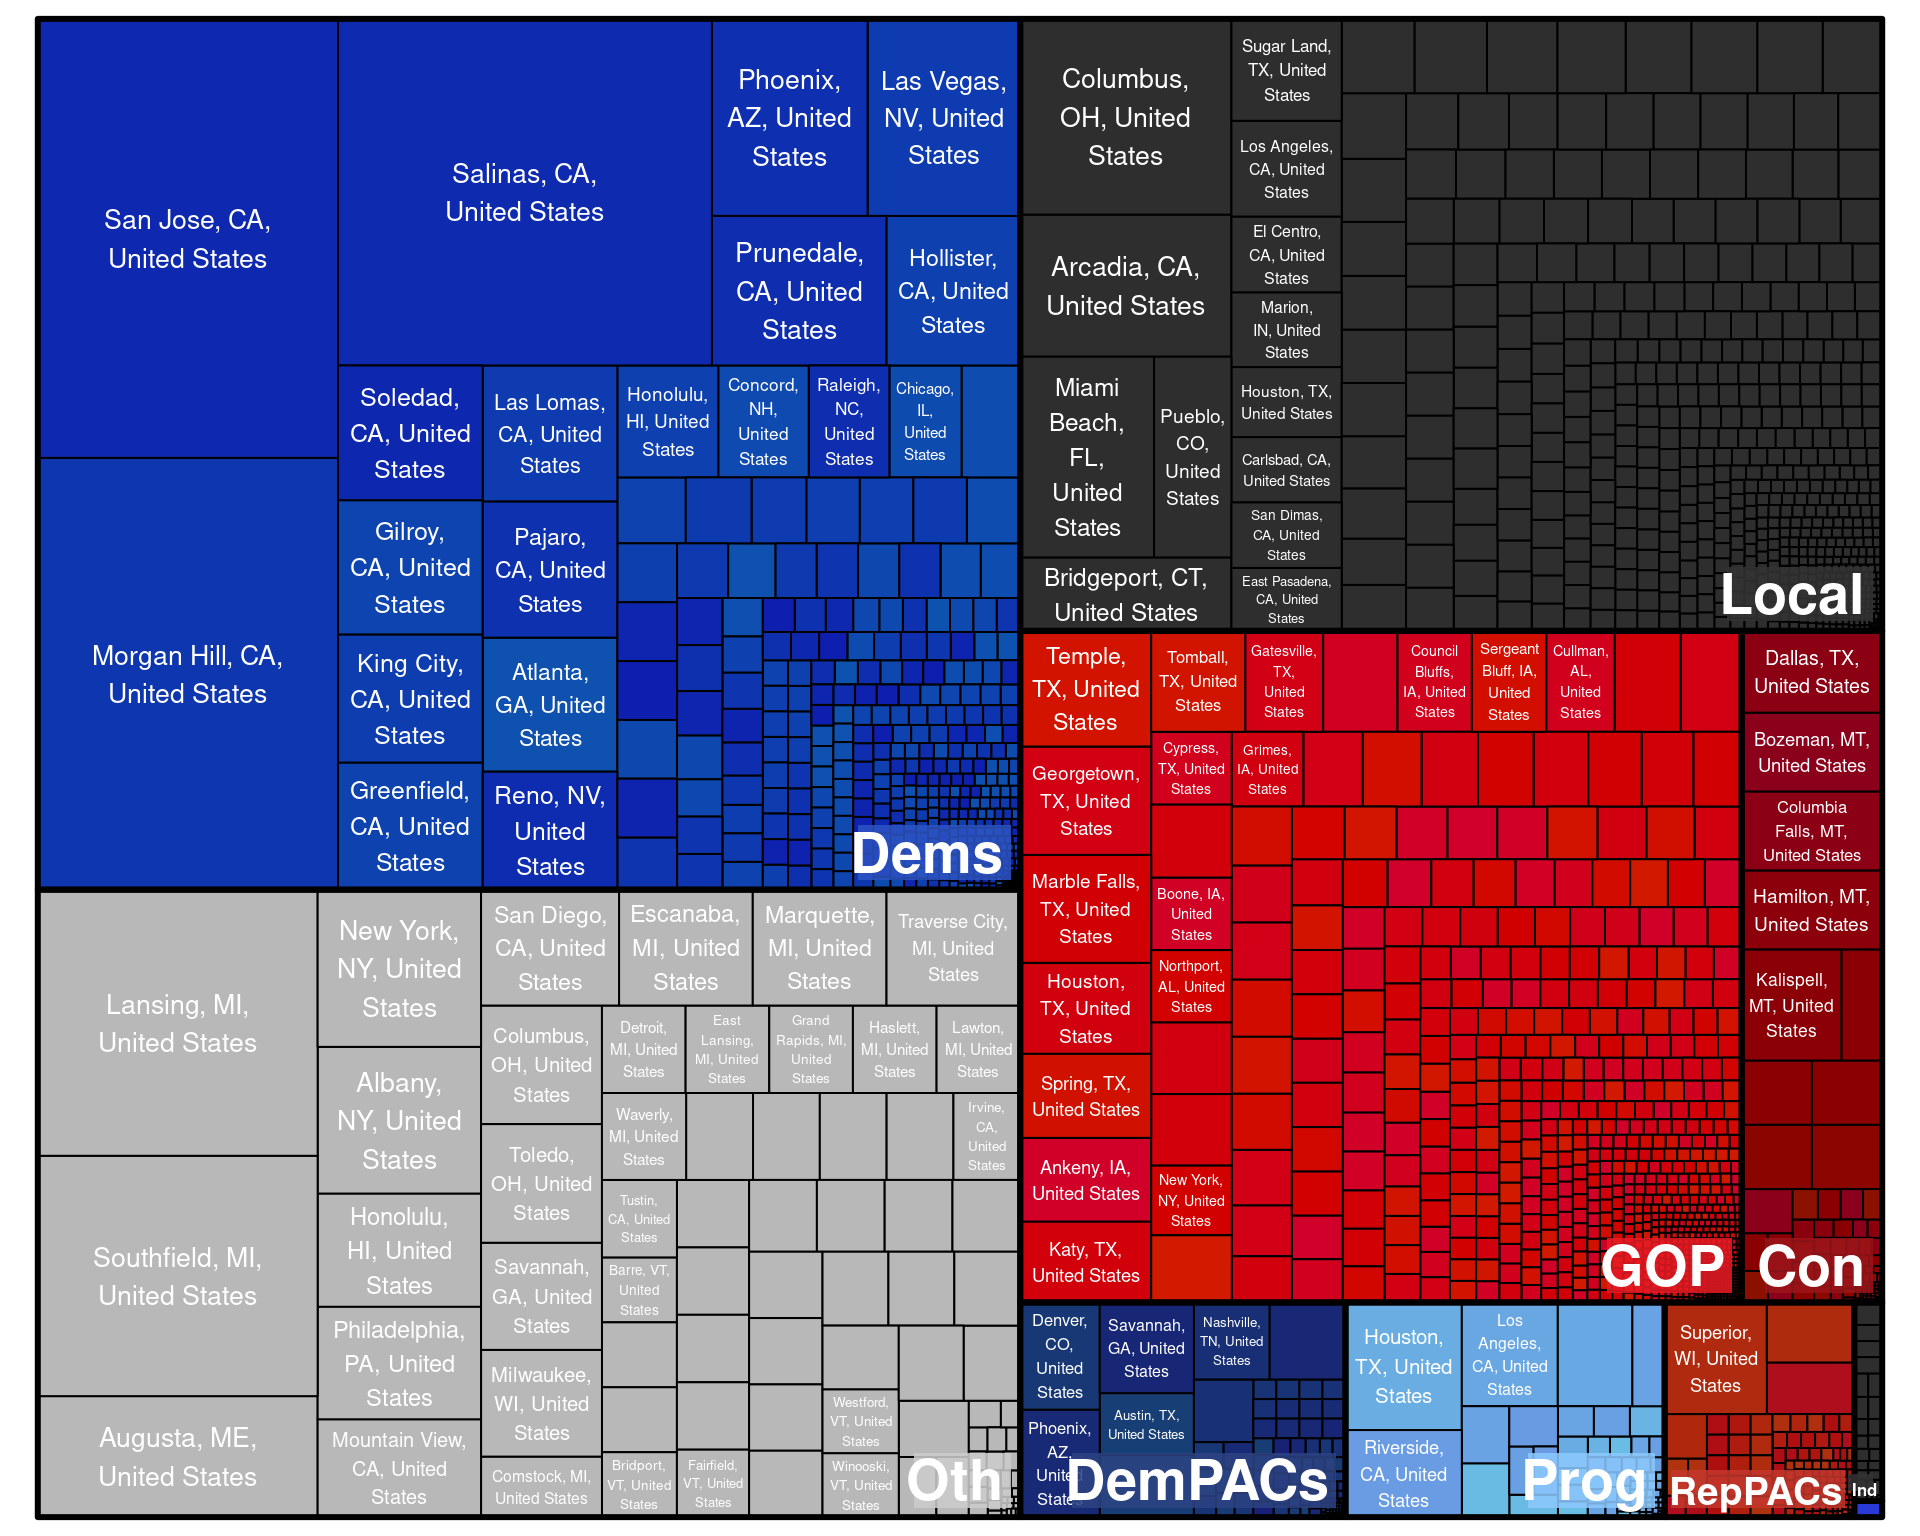 San Jose, CA,
United States
Morgan Hill, CA,
United States
Salinas, CA,
United States
Phoenix,
AZ, United
States
Las Vegas,
NV, United
States
Prunedale,
CA, United
States
Hollister,
CA, United
States
Soledad,
CA, United
States
Gilroy,
CA, United
States
King City,
CA, United
States
Greenfield,
CA, United
States
Las Lomas,
CA, United
States
Pajaro,
CA, United
States
Atlanta,
GA, United
States
Reno, NV,
United
States
Honolulu,
HI, United
States
Concord,
NH,
United
States
Raleigh,
NC,
United
States
Chicago,
IL,
United
States
Dems
Columbus,
OH, United
States
Arcadia, CA,
United States
Miami
Beach,
FL,
United
States
Pueblo,
CO,
United
States
Bridgeport, CT,
United States
Sugar Land,
TX, United
States
Los Angeles,
CA, United
States
El Centro,
CA, United
States
Marion,
IN, United
States
Houston, TX,
United States
Carlsbad, CA,
United States
San Dimas,
CA, United
States
East Pasadena,
CA, United
States
Local
Lansing, MI,
United States
Southfield, MI,
United States
Augusta, ME,
United States
New York,
NY, United
States
Albany,
NY, United
States
Honolulu,
HI, United
States
Philadelphia,
PA, United
States
Mountain View,
CA, United
States
San Diego,
CA, United
States
Escanaba,
MI, United
States
Marquette,
MI, United
States
Traverse City,
MI, United
States
Columbus,
OH, United
States
Toledo,
OH, United
States
Savannah,
GA, United
States
Milwaukee,
WI, United
States
Comstock, MI,
United States
Detroit,
MI, United
States
East
Lansing,
MI, United
States
Grand
Rapids, MI,
United
States
Haslett,
MI, United
States
Lawton,
MI, United
States
Waverly,
MI, United
States
Irvine,
CA,
United
States
Tustin,
CA, United
States
Barre, VT,
United
States
Bridport,
VT, United
States
Fairfield,
VT, United
States
Westford,
VT, United
States
Winooski,
VT, United
States
Oth
Temple,
TX, United
States
Georgetown,
TX, United
States
Marble Falls,
TX, United
States
Houston,
TX, United
States
Spring, TX,
United States
Ankeny, IA,
United States
Katy, TX,
United States
Tomball,
TX, United
States
Gatesville,
TX,
United
States
Council
Bluffs,
IA, United
States
Sergeant
Bluff, IA,
United
States
Cullman,
AL,
United
States
Cypress,
TX, United
States
Grimes,
IA, United
States
Boone, IA,
United
States
Northport,
AL, United
States
New York,
NY, United
States
GOP
Dallas, TX,
United States
Bozeman, MT,
United States
Columbia
Falls, MT,
United States
Hamilton, MT,
United States
Kalispell,
MT, United
States
Con
Denver,
CO,
United
States
Phoenix,
AZ,
United
States
Savannah,
GA, United
States
Nashville,
TN, United
States
Austin, TX,
United States
DemPACs
Houston,
TX, United
States
Riverside,
CA, United
States
Los
Angeles,
CA, United
States
Prog
Superior,
WI, United
States
RepPACs
Ind